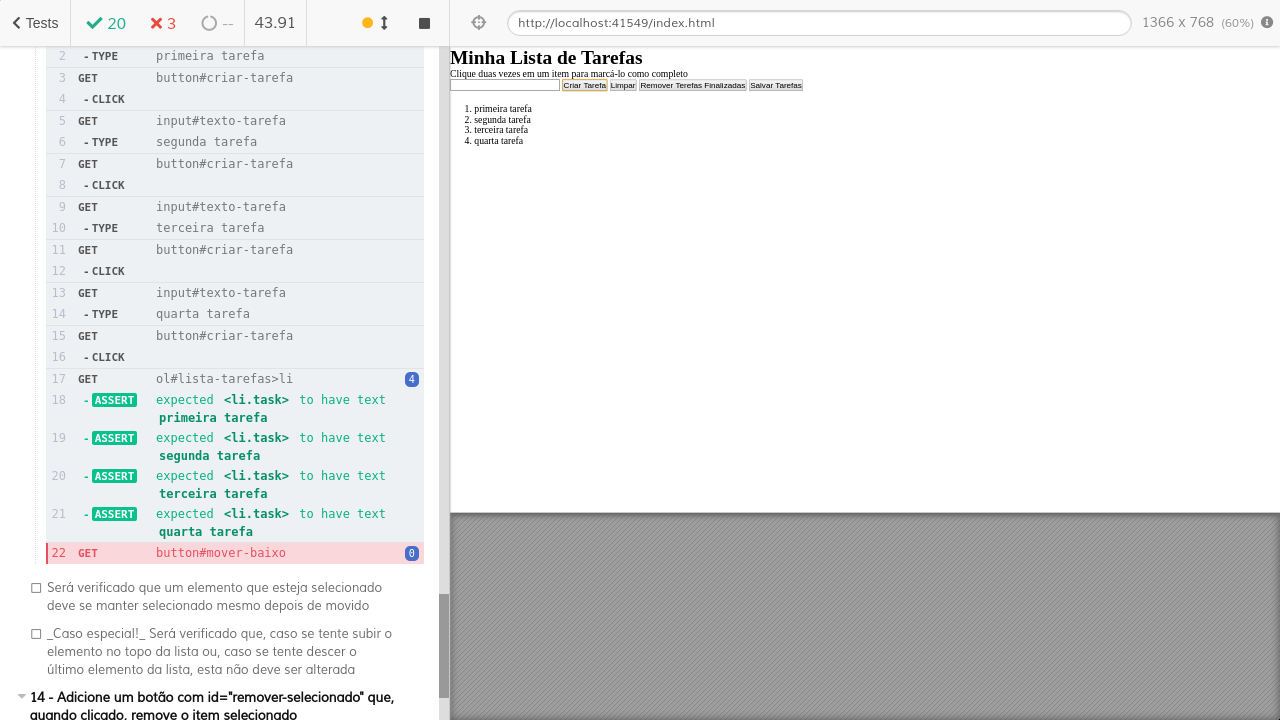 Tests 20 3 -- 43.91
2 - TYPE primeira tarefa
3 GET button#criar-tarefa
4 - CLICK
5 GET input#texto-tarefa
6 - TYPE segunda tarefa
7 GET button#criar-tarefa
8 - CLICK
9 GET input#texto-tarefa
10 - TYPE terceira tarefa
11 GET button#criar-tarefa
12 - CLICK
13 GET input#texto-tarefa
14 - TYPE quarta tarefa
15 GET button#criar-tarefa
16 - CLICK
17 GET ol#lista-tarefas>li 4
18 - ASSERT expected <li.task> to have text
primeira tarefa
19 - ASSERT expected <li.task> to have text
segunda tarefa
20 - ASSERT expected <li.task> to have text
terceira tarefa
21 - ASSERT expected <li.task> to have text
quarta tarefa
22 GET button#mover-baixo 0
Será verificado que um elemento que esteja selecionado
deve se manter selecionado mesmo depois de movido
_Caso especial!_ Será verificado que, caso se tente subir o
elemento no topo da lista ou, caso se tente descer o
último elemento da lista, esta não deve ser alterada
14 - Adicione um botão com id="remover-selecionado" que,
quando clicado, remove o item selecionado
http://localhost:41549/index.html 1366 x 768 (60%)
Minha Lista de Tarefas
Clique duas vezes em um item para marcá-lo como completo
Criar Tarefa Limpar Remover Terefas Finalizadas Salvar Tarefas
1. primeira tarefa
2. segunda tarefa
3. terceira tarefa
4. quarta tarefa